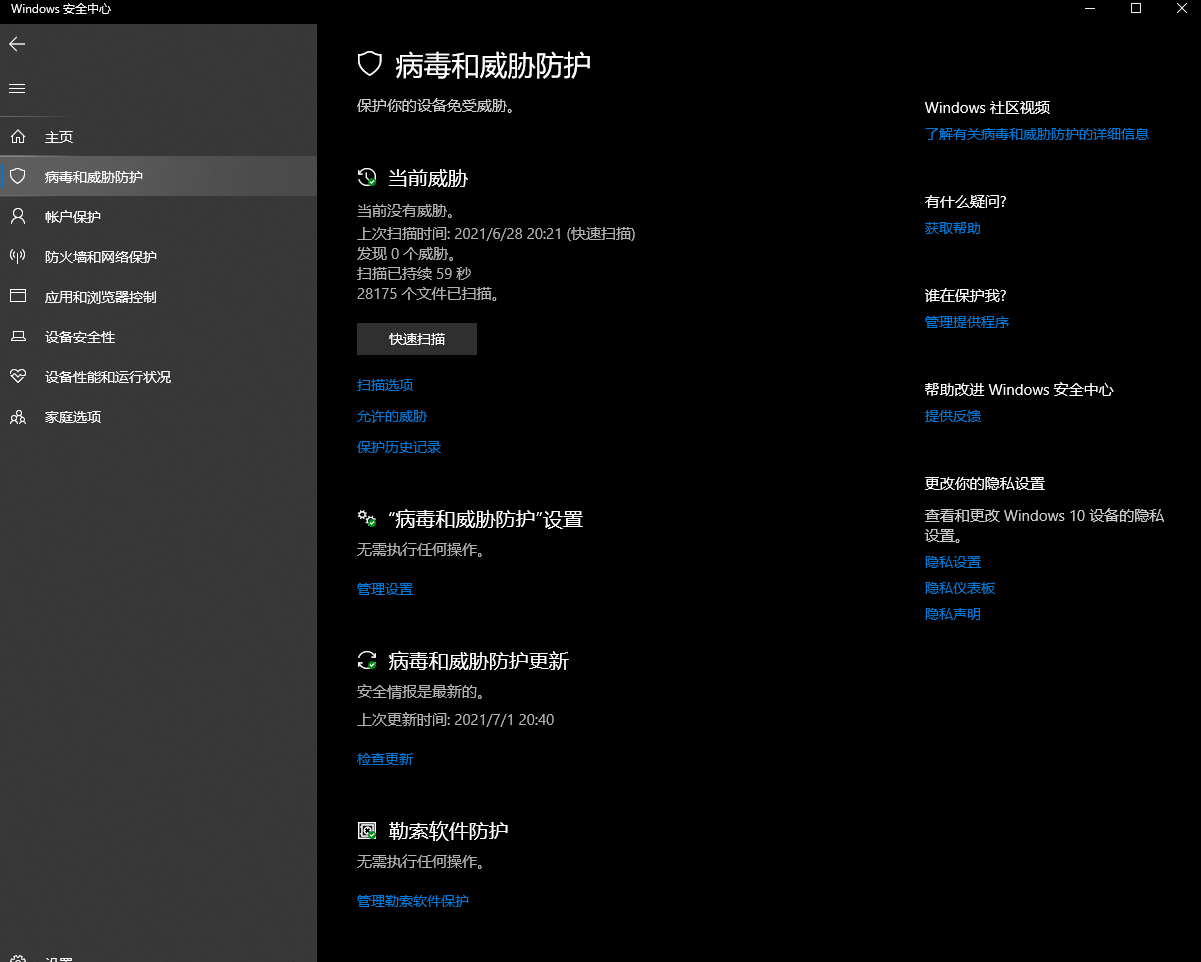 Windows 安全中心
主页
病毒和威胁防护
帐户保护
防火墙和网络保护
应用和浏览器控制
设备安全性
设备性能和运行状况
家庭选项
设置
病毒和威胁防护
保护你的设备免受威胁。
当前威胁
当前没有威胁。
上次扫描时间: 2021/6/28 20:21 (快速扫描)
发现 0 个威胁。
扫描已持续 59 秒
28175 个文件已扫描。
快速扫描
扫描选项
允许的威胁
保护历史记录
“病毒和威胁防护”设置
无需执行任何操作。
管理设置
病毒和威胁防护更新
安全情报是最新的。
上次更新时间: 2021/7/1 20:40
检查更新
勒索软件防护
无需执行任何操作。
管理勒索软件保护
Windows 社区视频
了解有关病毒和威胁防护的详细信息
有什么疑问?
获取帮助
谁在保护我?
管理提供程序
帮助改进 Windows 安全中心
提供反馈
更改你的隐私设置
查看和更改 Windows 10 设备的隐私
设置。
隐私设置
隐私仪表板
隐私声明